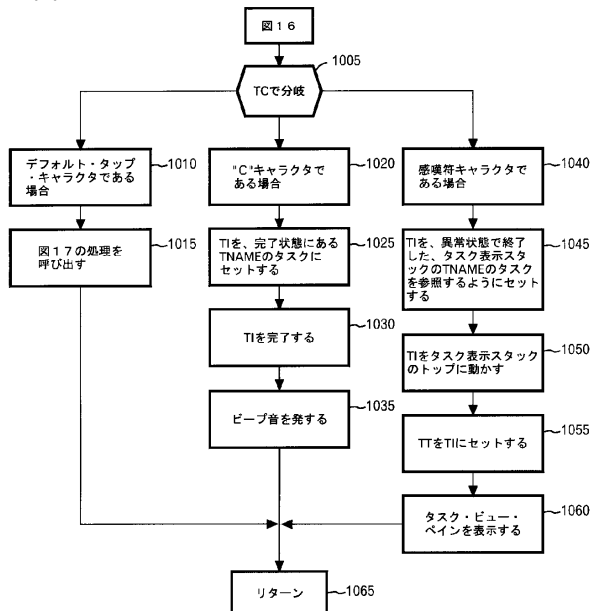 図16
1005
TCで分岐
デフォルト・タップ
・キャラクタである
場合
1010
図17の処理を
呼び出す
1015
"C"キャラクタで
ある場合
1020
TIを、完了状態にある
TNAMEのタスクに
セットする
1025
TIを完了する
1030
ビープ音を発する
1035
感嘆符キャラクタで
ある場合
1040
TIを、異常状態で終了
した、タスク表示スタ
ックのTNAMEのタスク
を参照するようにセット
する
1045
TIをタスク表示スタック
のトップに動かす
1050
TTをTIにセットする
1055
タスク・ビュー・
ペインを表示する
1060
リターン
1065